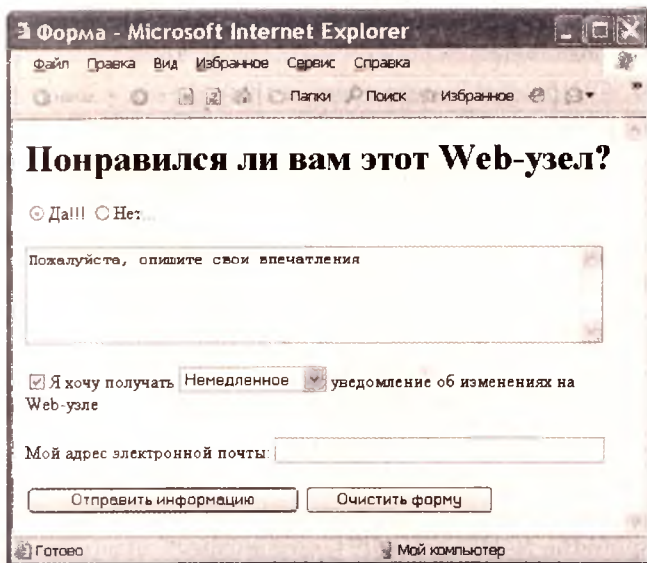 Форма - Microsoft Internet Explorer
Файл Правка Вид Избранное Сервис Справка
Папки Поиск Избранное
Понравился ли вам этот Web-узел?
Да!!! Нет...
Пожалуйста, опишите свои впечатления
Я хочу получать Немедленное уведомление об изменениях на
Web-узле
Мой адрес электронной почты:
Отправить информацию Очистить форму
Готово Мой компьютер